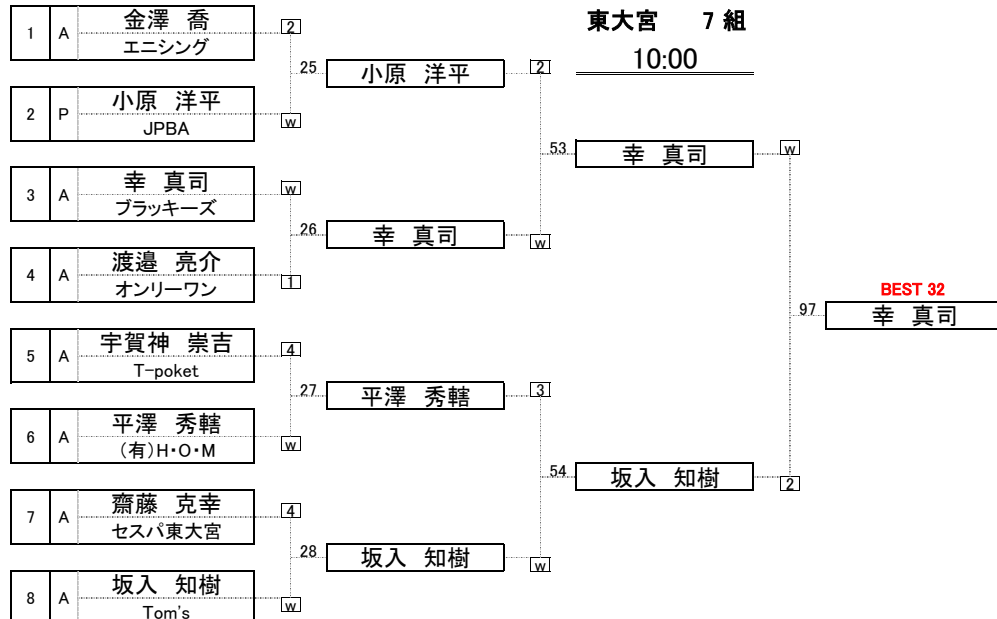 東大宮 7 組
10:00
1 A 金澤 喬 2
エニシング
25 小原 洋平 2
2 P 小原 洋平 w
JPBA
53 幸 真司 w
3 A 幸 真司 w
ブラッキーズ
26 幸 真司 w
4 A 渡邉 亮介 1
オンリーワン
BEST 32
97 幸 真司
5 A 宇賀神 崇吉 4
T-poket
27 平澤 秀轄 3
6 A 平澤 秀轄 w
（有）H・O・M
54 坂入 知樹 2
7 A 齋藤 克幸 4
セスパ東大宮
28 坂入 知樹 w
8 A 坂入 知樹 w
Tom's